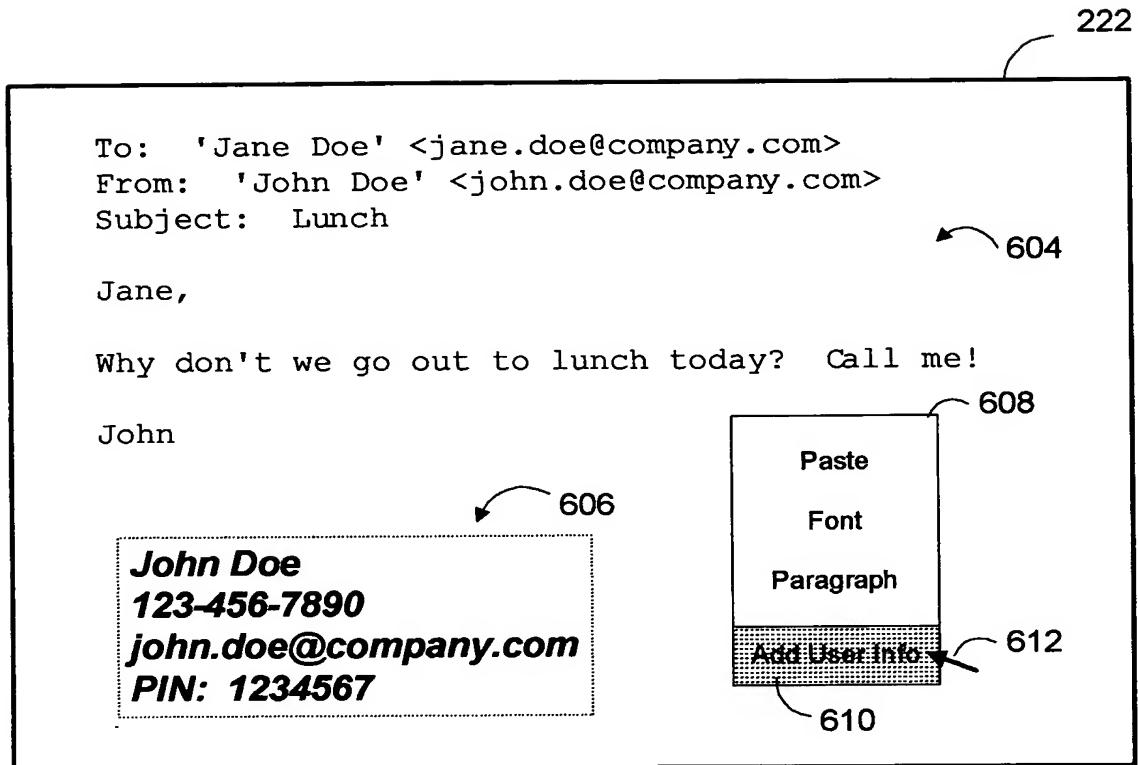 222
To:  'Jane Doe' <jane.doe@company.com>
From:  'John Doe' <john.doe@company.com>
Subject:  Lunch
604
Jane,
Why don't we go out to lunch today?  Call me!
John
608
Paste
Font
Paragraph
Add User Info
612
610
606
John Doe
123-456-7890
john.doe@company.com
PIN:  1234567